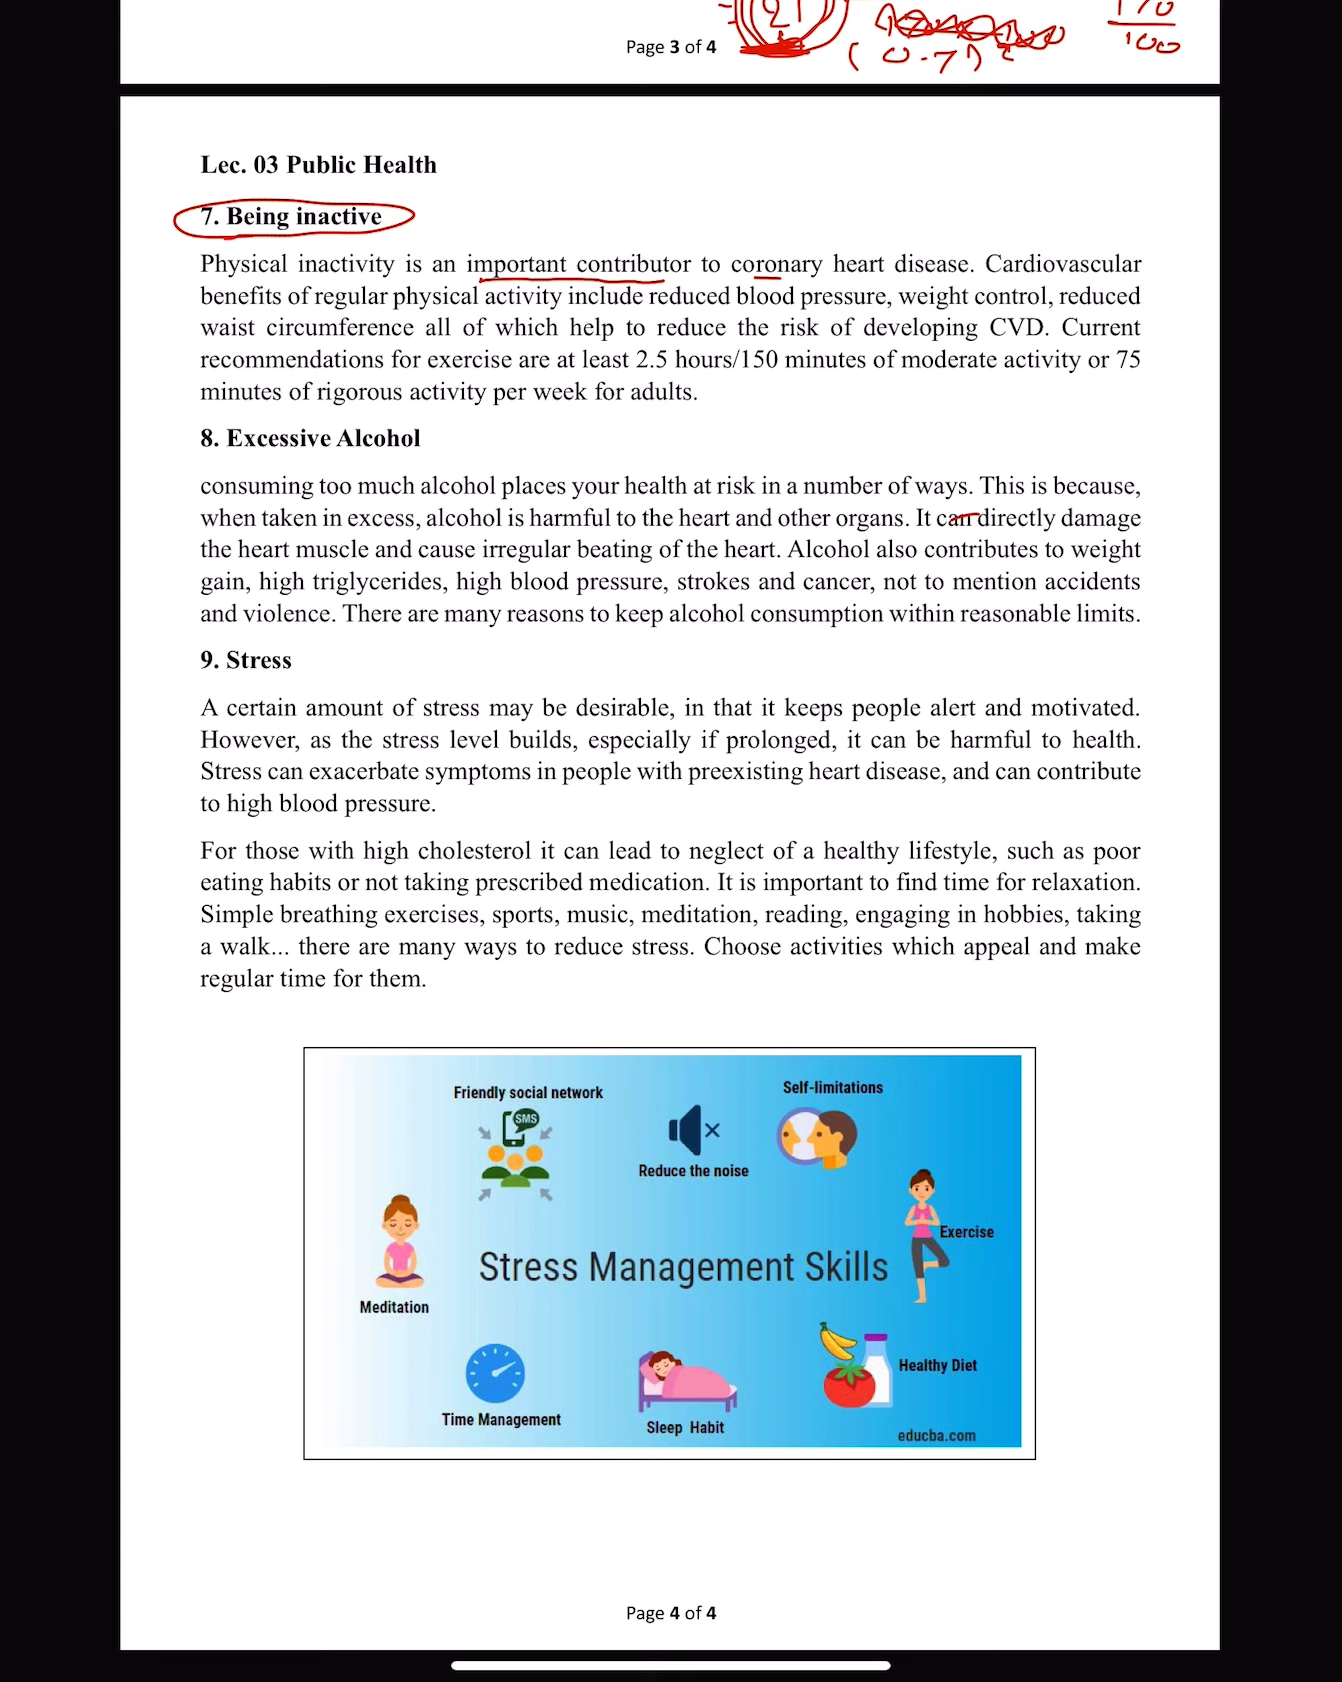 21
170
Page 3 of 4
100
(0.7)²
Lec. 03 Public Health
7. Being inactive
Physical inactivity is an important contributor to coronary heart disease. Cardiovascular
benefits of regular physical activity include reduced blood pressure, weight control, reduced
waist circumference all of which help to reduce the risk of developing CVD. Current
recommendations for exercise are at least 2.5 hours/150 minutes of moderate activity or 75
minutes of rigorous activity per week for adults.
8. Excessive Alcohol
consuming too much alcohol places your health at risk in a number of ways. This is because,
when taken in excess, alcohol is harmful to the heart and other organs. It can directly damage
the heart muscle and cause irregular beating of the heart. Alcohol also contributes to weight
gain, high triglycerides, high blood pressure, strokes and cancer, not to mention accidents
and violence. There are many reasons to keep alcohol consumption within reasonable limits.
9. Stress
A certain amount of stress may be desirable, in that it keeps people alert and motivated.
However, as the stress level builds, especially if prolonged, it can be harmful to health.
Stress can exacerbate symptoms in people with preexisting heart disease, and can contribute
to high blood pressure.
For those with high cholesterol it can lead to neglect of a healthy lifestyle, such as poor
eating habits or not taking prescribed medication. It is important to find time for relaxation.
Simple breathing exercises, sports, music, meditation, reading, engaging in hobbies, taking
a walk... there are many ways to reduce stress. Choose activities which appeal and make
regular time for them.
Friendly social network
Self-limitations
SMS
Reduce the noise
Exercise
Stress Management Skills
Meditation
Healthy Diet
Time Management
Sleep Habit
educba.com
Page 4 of 4